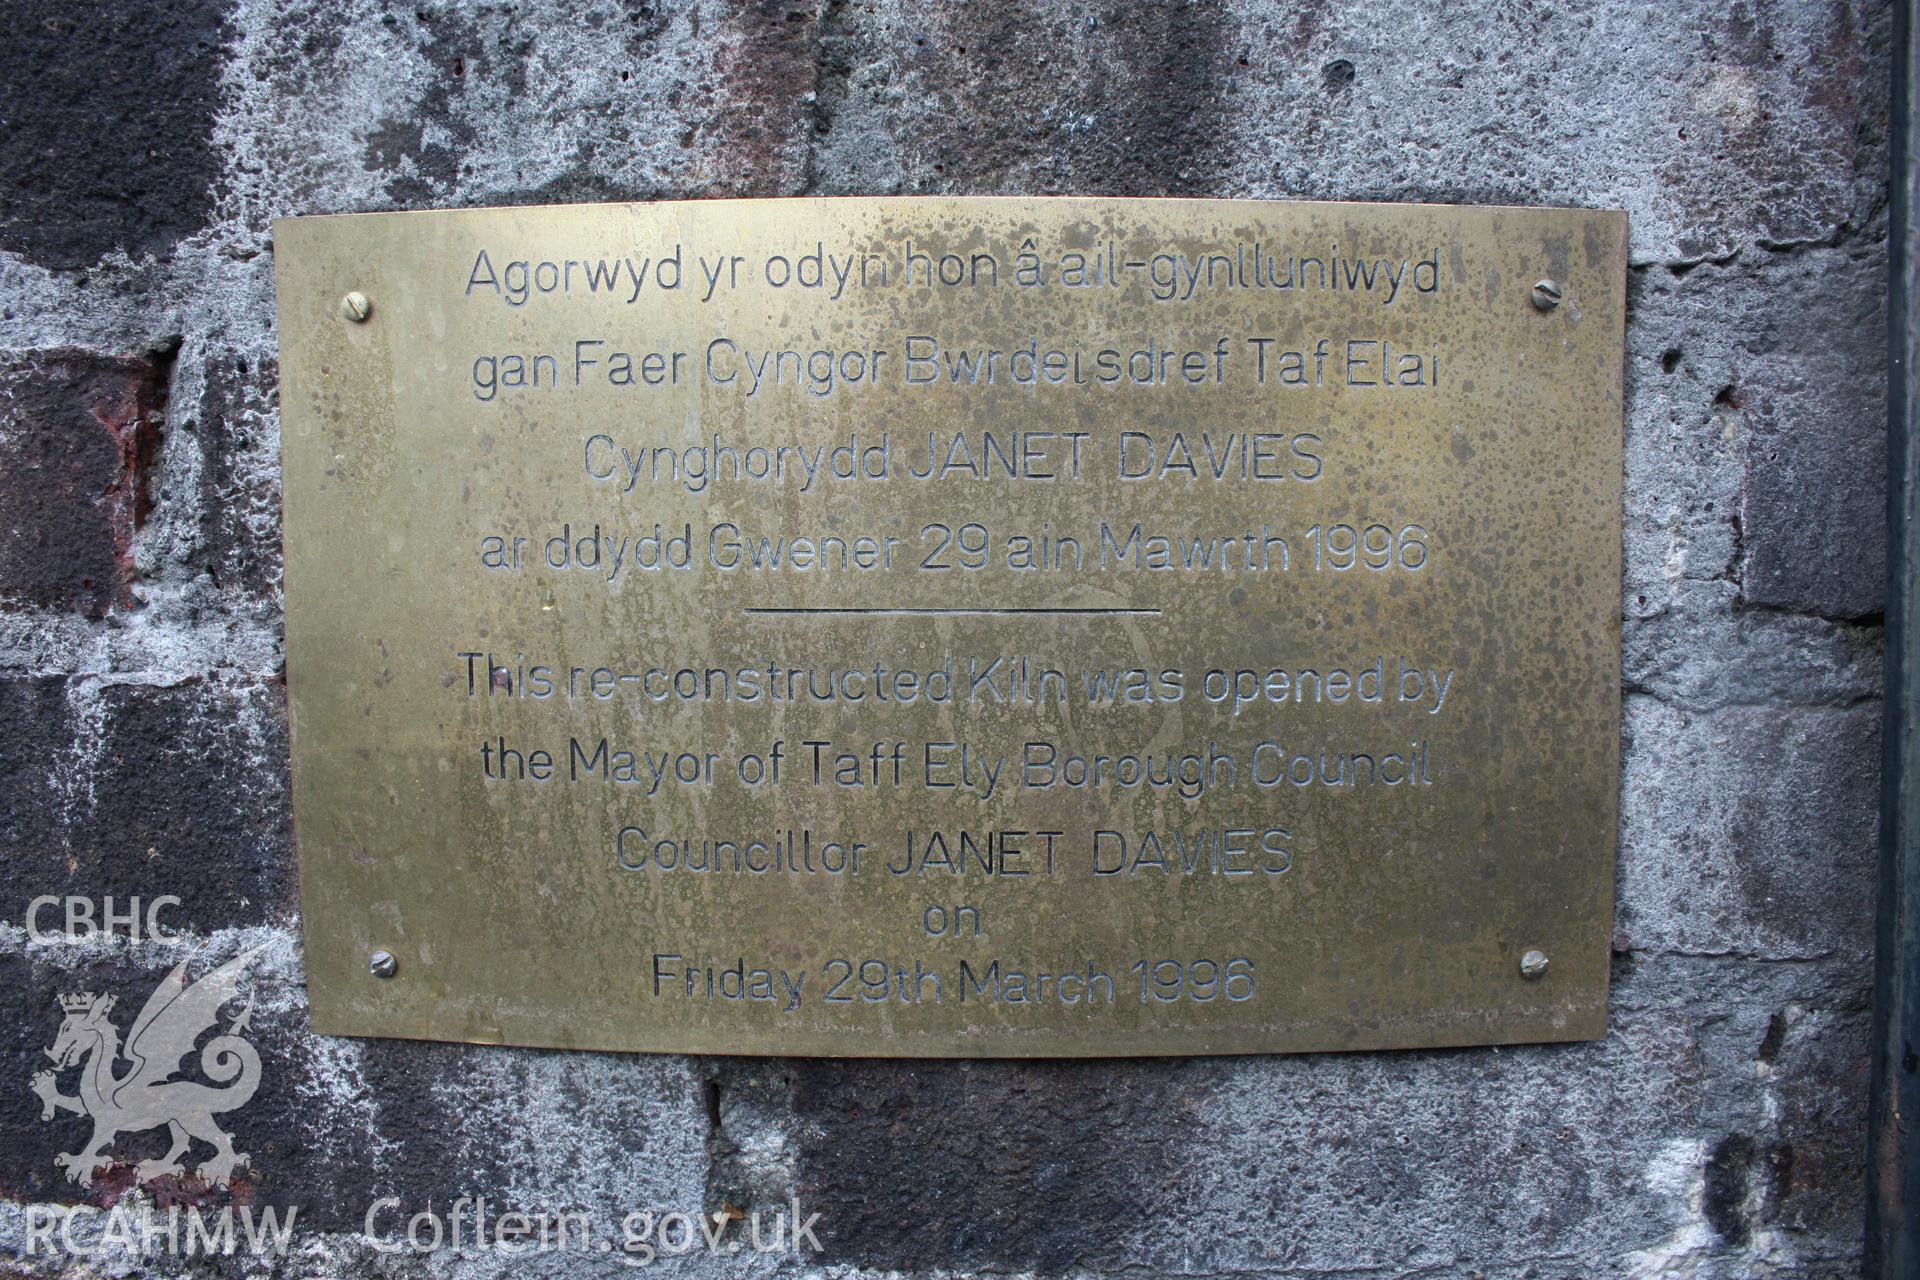 Agorwyd yr odyn hon â ail-gynlluniwyd
gan Faer Cyngor Bwrdeisdref Taf Elai
Cynghorydd JANET DAVIES
ar ddydd Gwener 29 ain Mawrth 1996
This re-constructed Kiln was opened by
the Mayor of Taff Ely Borough Council
Councillor JANET DAVIES
on
Friday 29th March 1996
CBHC
RCAHMW Coflein.gov.uk